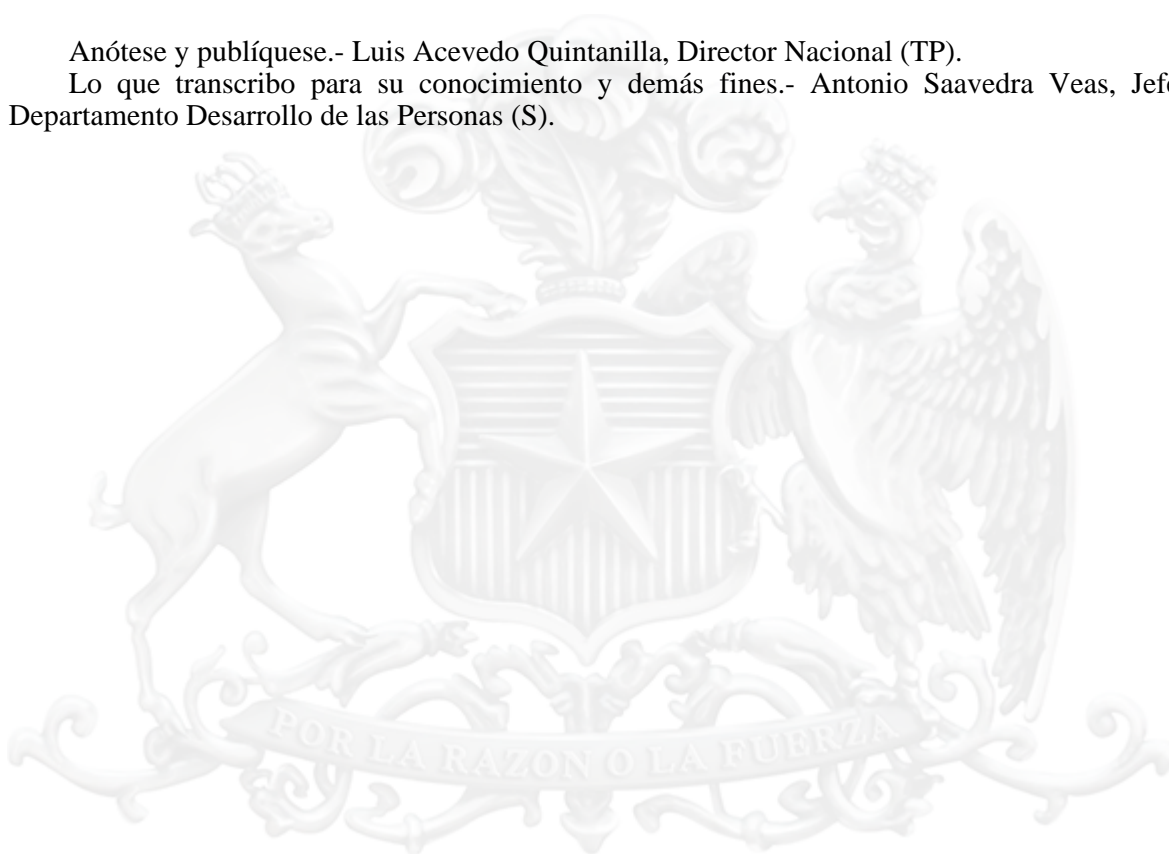 Anótese y publíquese.- Luis Acevedo Quintanilla, Director Nacional (TP).
Lo que transcribo para su conocimiento y demás fines.- Antonio Saavedra Veas, Jefe
Departamento Desarrollo de las Personas (S).
POR LA RAZON O LA FUERZA